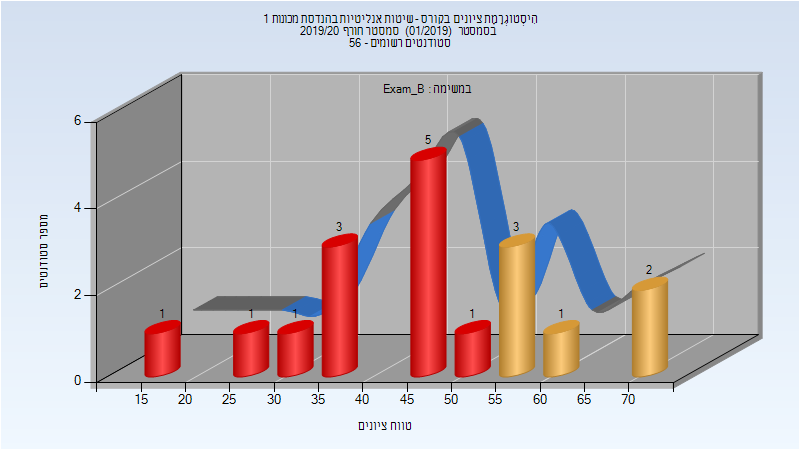 הִיסְטוֹגְרָמַת ציונים בקורס - שיטות אנליטיות בהנדסת מכונות 1
בסמסטר (01/2019) סמסטר חורף 2019/20
סטודנטים רשומים - 56
במשימה : Exam_B
מספר סטודנטים
6
4
2
0
1
1
1
3
5
1
3
1
2
15 20 25 30 35 40 45 50 55 60 65 70
טווח ציונים